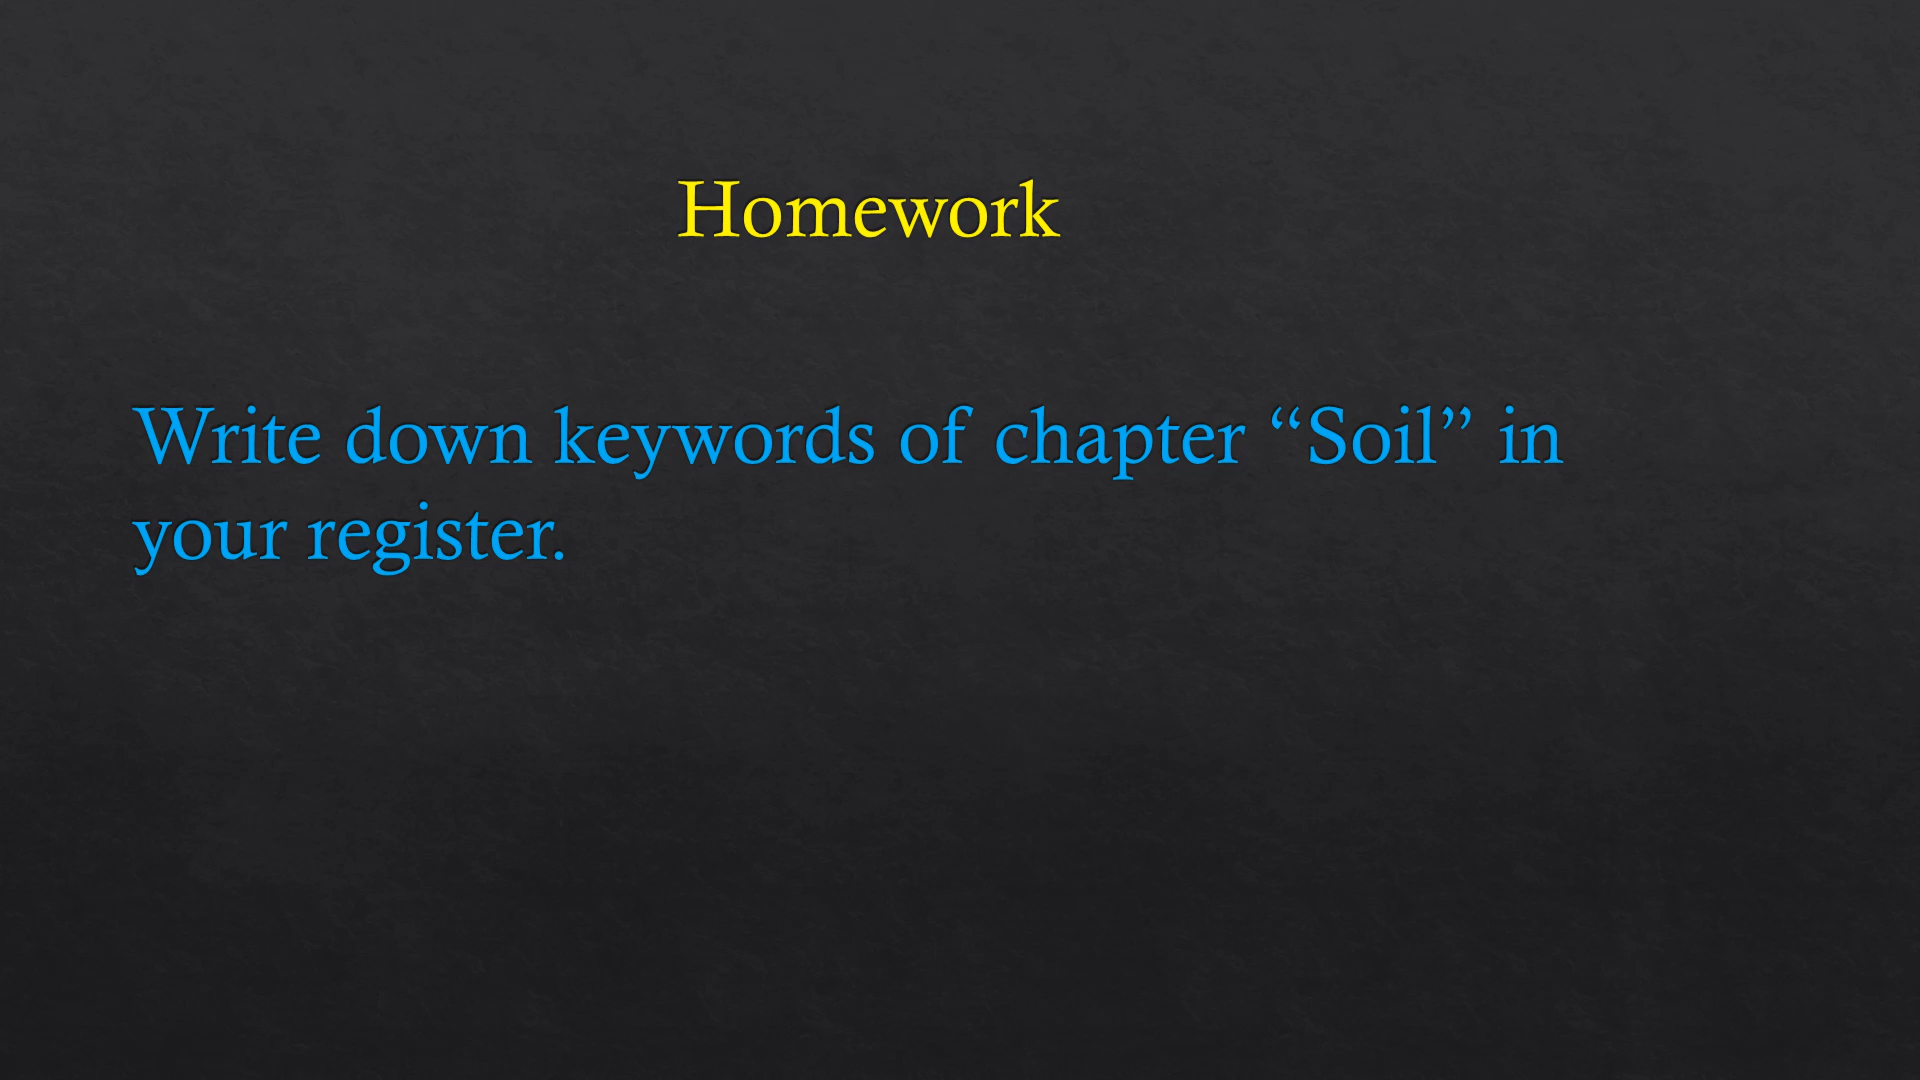 Homework
Write down keywords of chapter “Soil” in
your register.